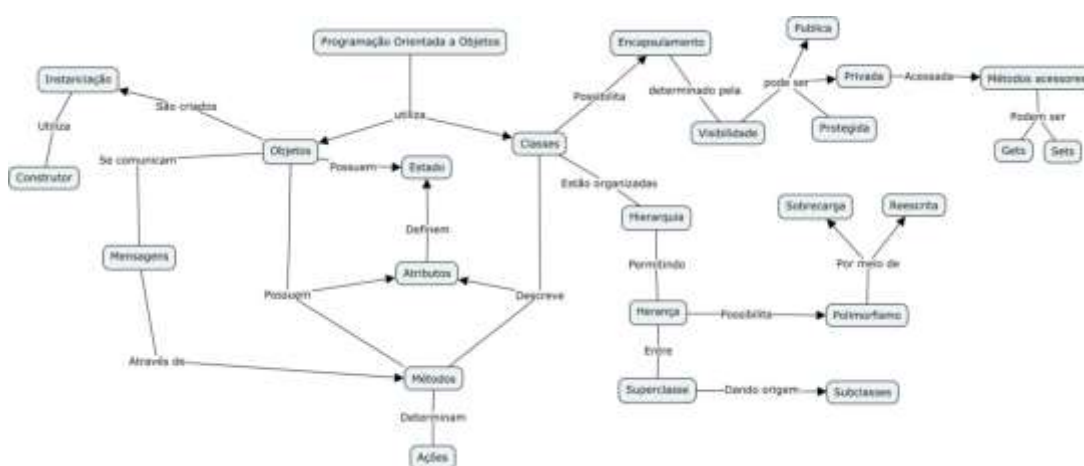 Programação Orientada a Objetos
utiliza
Objetos
Classes
São criados
Instanciação
Utiliza
Construtor
Se comunicam
Mensagens
Através de
Possuem
Estado
Definem
Atributos
Possuem
Descreve
Métodos
Determinam
Ações
Possibilita
Encapsulamento
determinado pela
Visibilidade
pode ser
Publica
Privada
Protegida
Acessada
Métodos acessores
Podem ser
Gets
Sets
Estão organizadas
Hierarquia
Permitindo
Herança
Possibilita
Polimorfismo
Por meio de
Sobrecarga
Reescrita
Entre
Superclasse
Dando origem
Subclasses